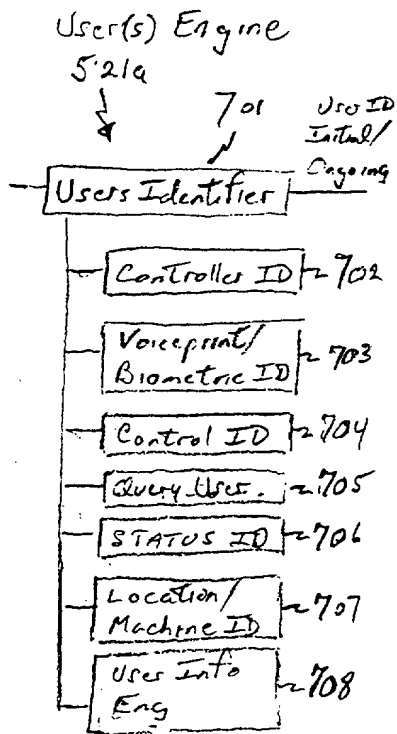 User(s) Engine
521a
701
User ID
Initial/
Ongoing
Users Identifier
Controller ID 702
Voiceprint/
Biometric ID 703
Control ID 704
Query User. 705
STATUS ID 706
Location/
Machine ID 707
User Info
Eng 708